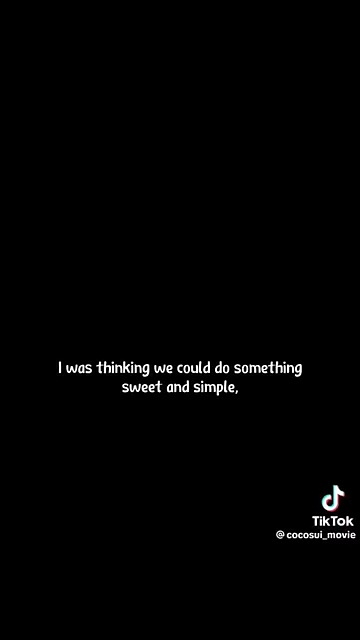 I was thinking we could do something
sweet and simple,
TikTok
@cocosui_movie